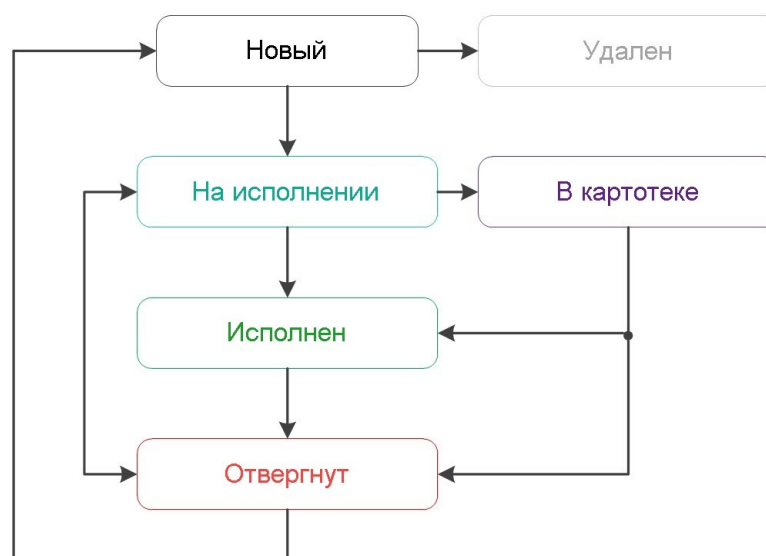 Новый
Удален
На исполнении
В картотеке
Исполнен
Отвергнут